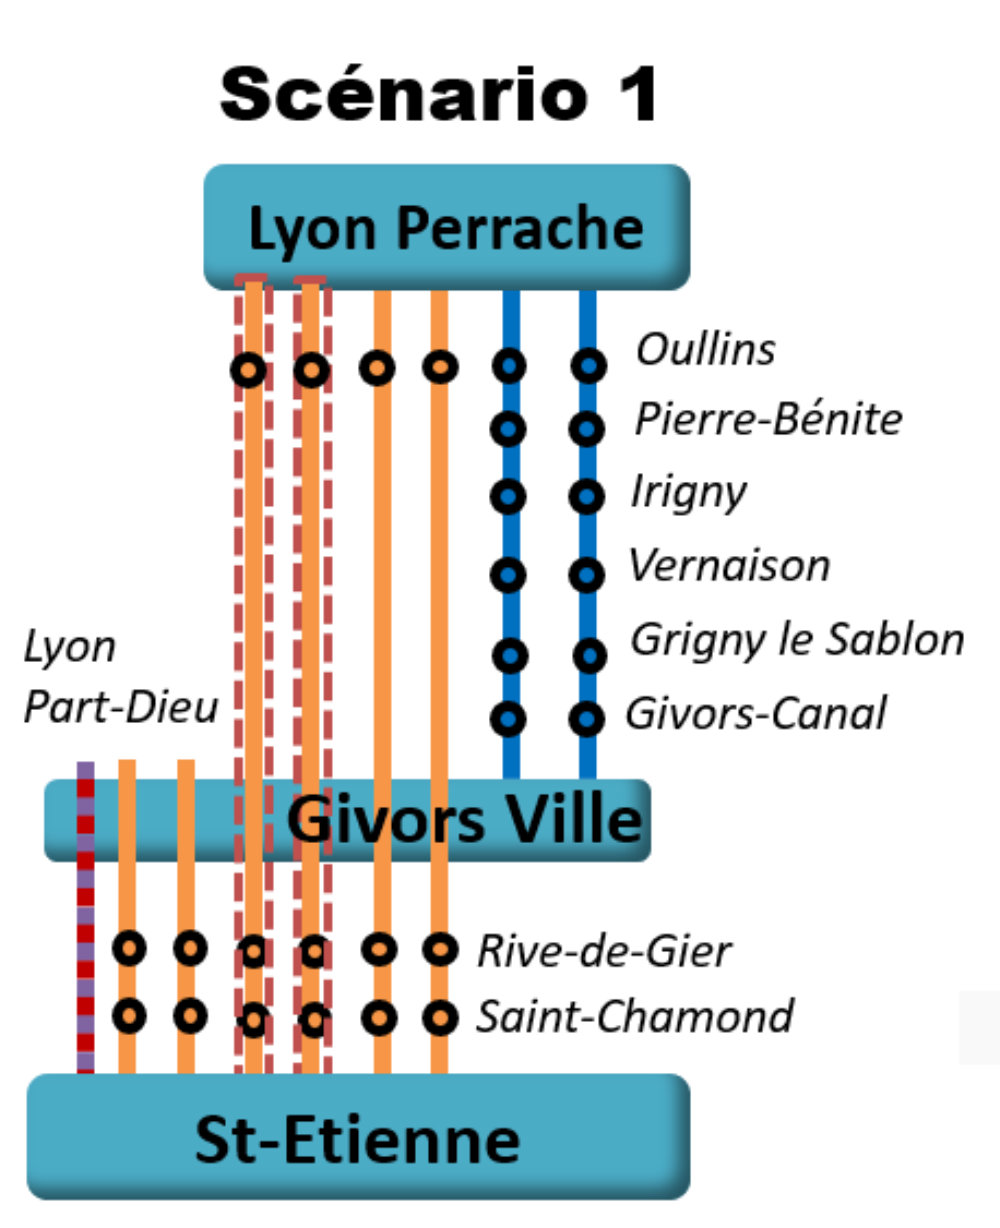 Scénario 1
Lyon Perrache
Oullins
Pierre-Bénite
Irigny
Vernaison
Grigny le Sablon
Givors-Canal
Lyon
Part-Dieu
Givors Ville
Rive-de-Gier
Saint-Chamond
St-Etienne